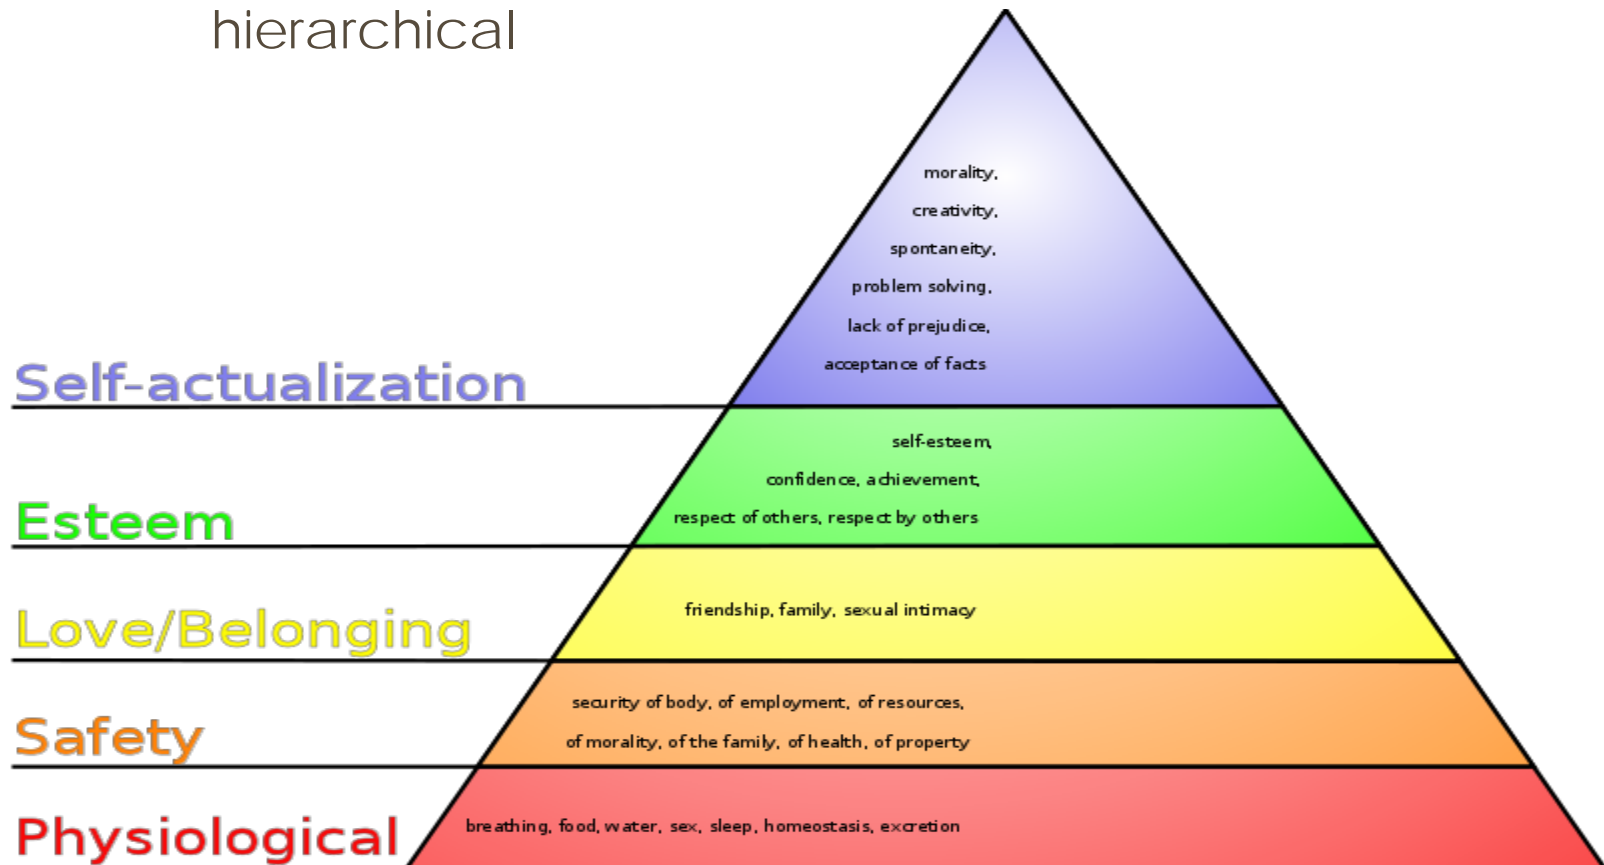 hierarchical
morality,
creativity,
spontaneity,
problem solving,
lack of prejudice,
acceptance of facts
Self-actualization
self-esteem,
confidence, achievement,
respect of others, respect by others
Esteem
friendship, family, sexual intimacy
Love/Belonging
security of body, of employment, of resources,
of morality, of the family, of health, of property
Safety
breathing, food, water, sex, sleep, homeostasis, excretion
Physiological